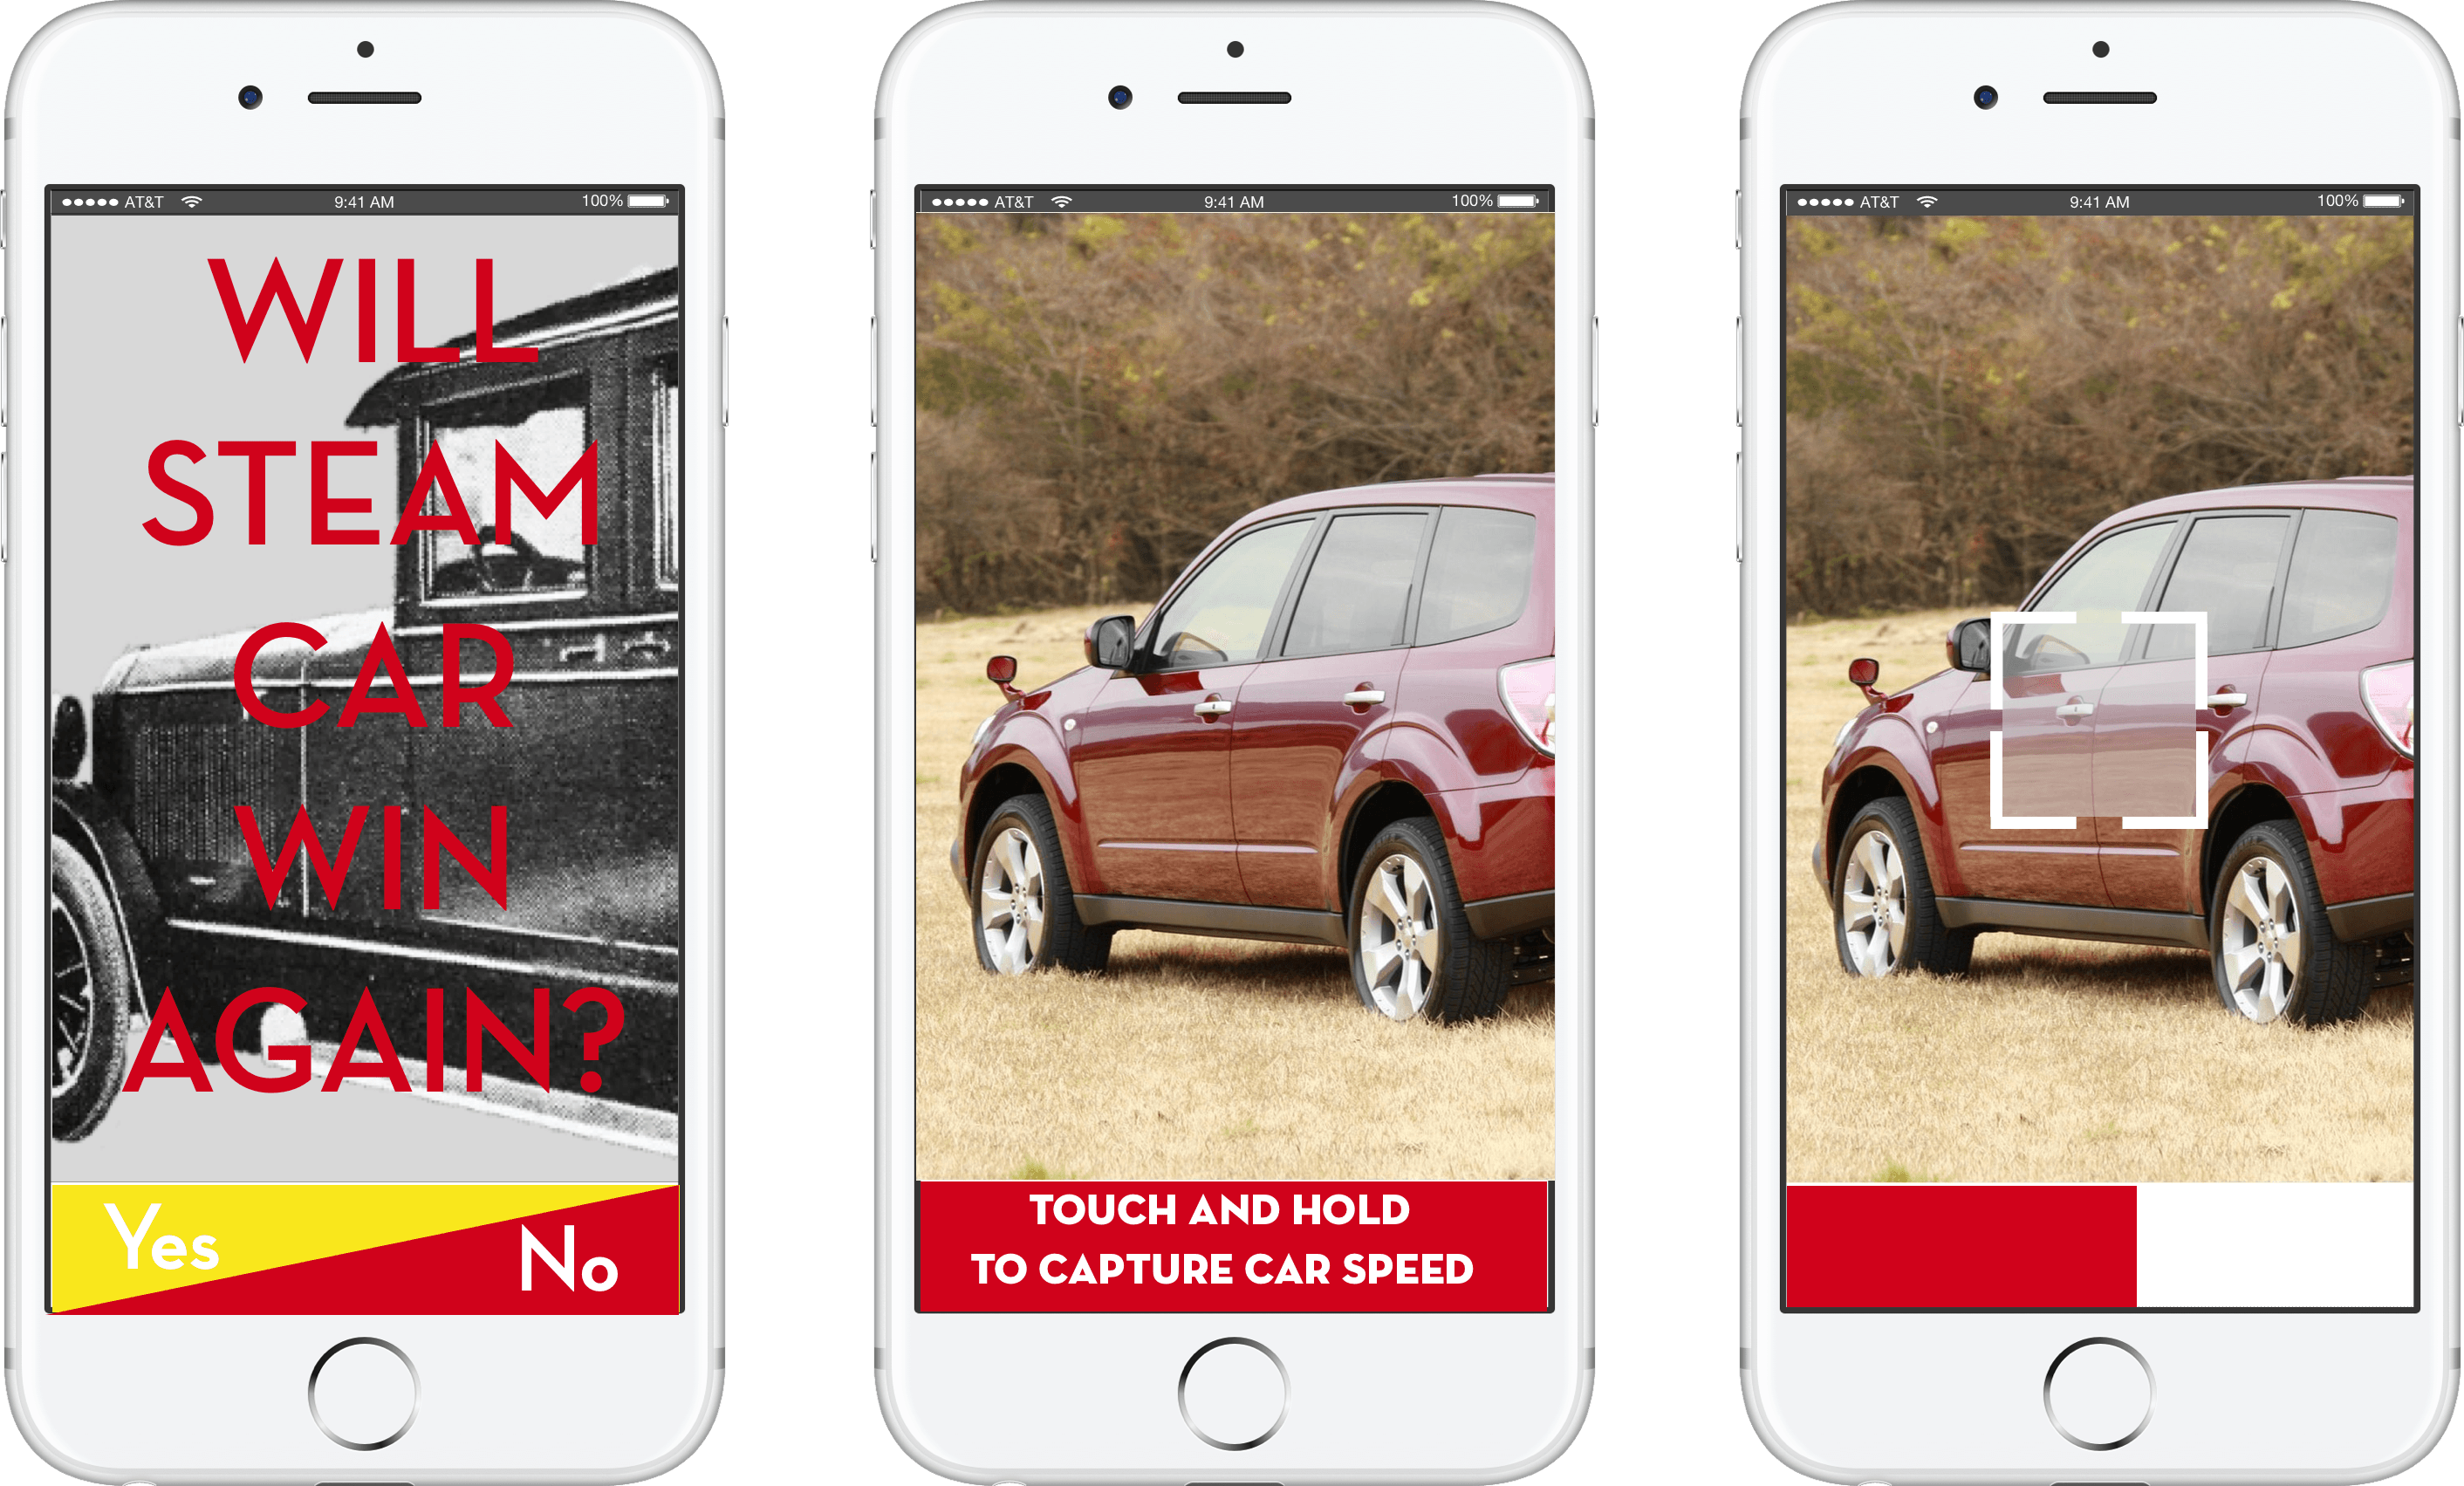 AT&T 9:41 AM 100%
WILL
STEAM
CAR
WIN
AGAIN?
Yes
No
AT&T 9:41 AM 100%
TOUCH AND HOLD
TO CAPTURE CAR SPEED
AT&T 9:41 AM 100%